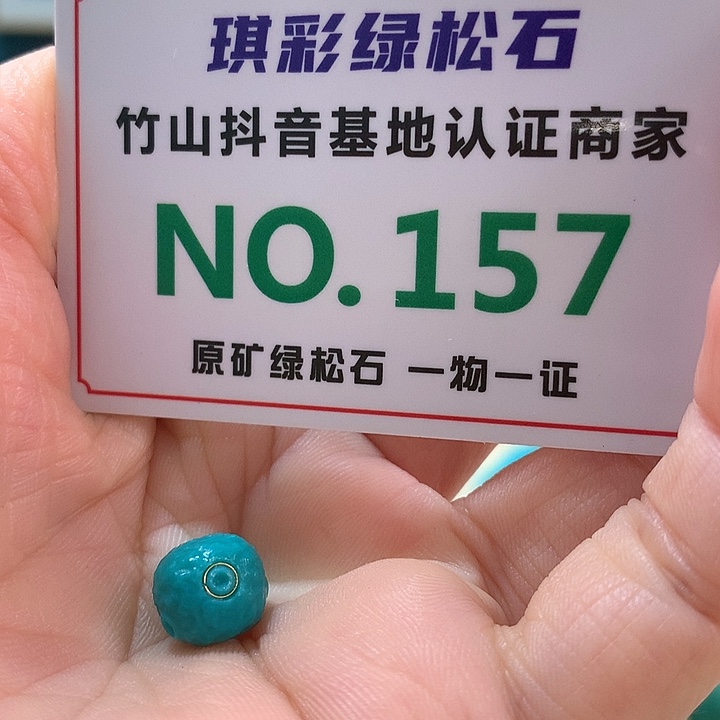 琪彩绿松石
竹山抖音基地认证商家
NO.157
原矿绿松石 一物一证